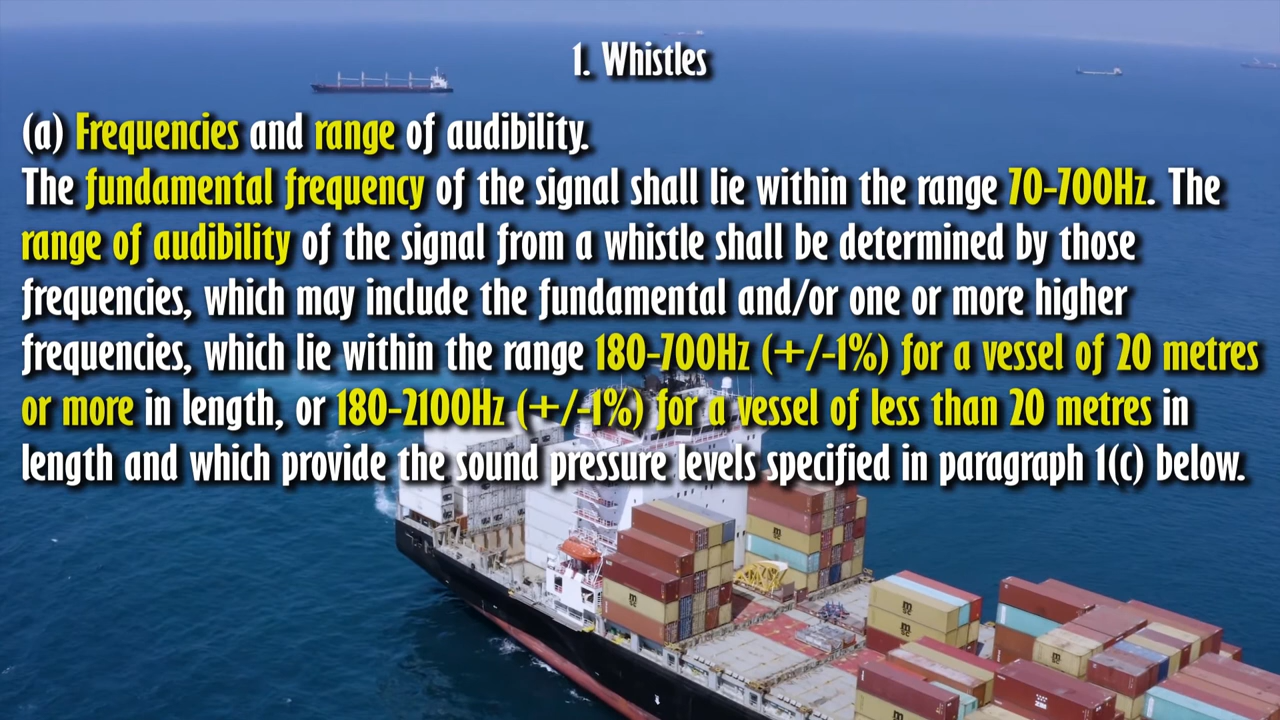 1. Whistles
(a) Frequencies and range of audibility.
The fundamental frequency of the signal shall lie within the range 70-700Hz. The
range of audibility of the signal from a whistle shall be determined by those
frequencies, which may include the fundamental and/or one or more higher
frequencies, which lie within the range 180-700Hz (+/-1%) for a vessel of 20 metres
or more in length, or 180-2100Hz (+/-1%) for a vessel of less than 20 metres in
length and which provide the sound pressure levels specified in paragraph 1(c) below.